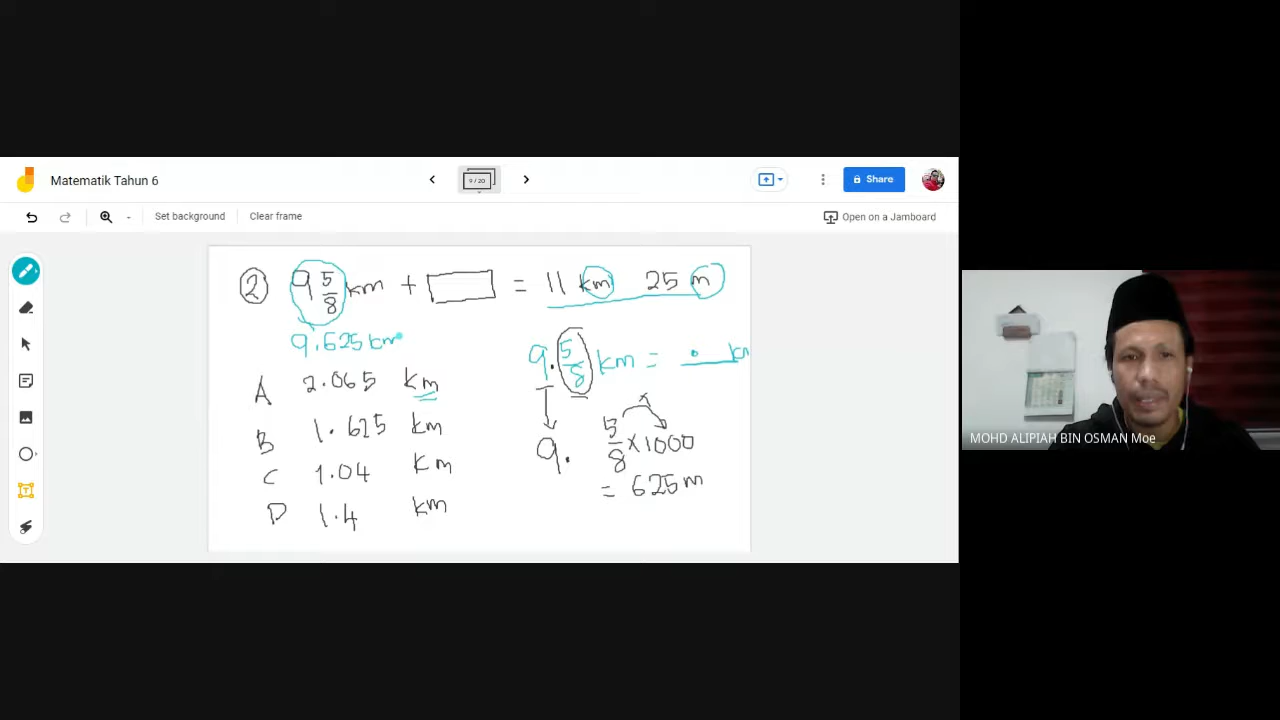 Matematik Tahun 6
9 / 20
Share
Set background
Clear frame
Open on a Jamboard
② 9 5/8 km + □ = 11 km 25 m
9.625 km
9. 5/8 km = . km
A 2.065 km
B 1.625 km
C 1.04 km
D 1.4 km
9.
5/8 × 1000
= 625 m
x
T
MOHD ALIPIAH BIN OSMAN Moe